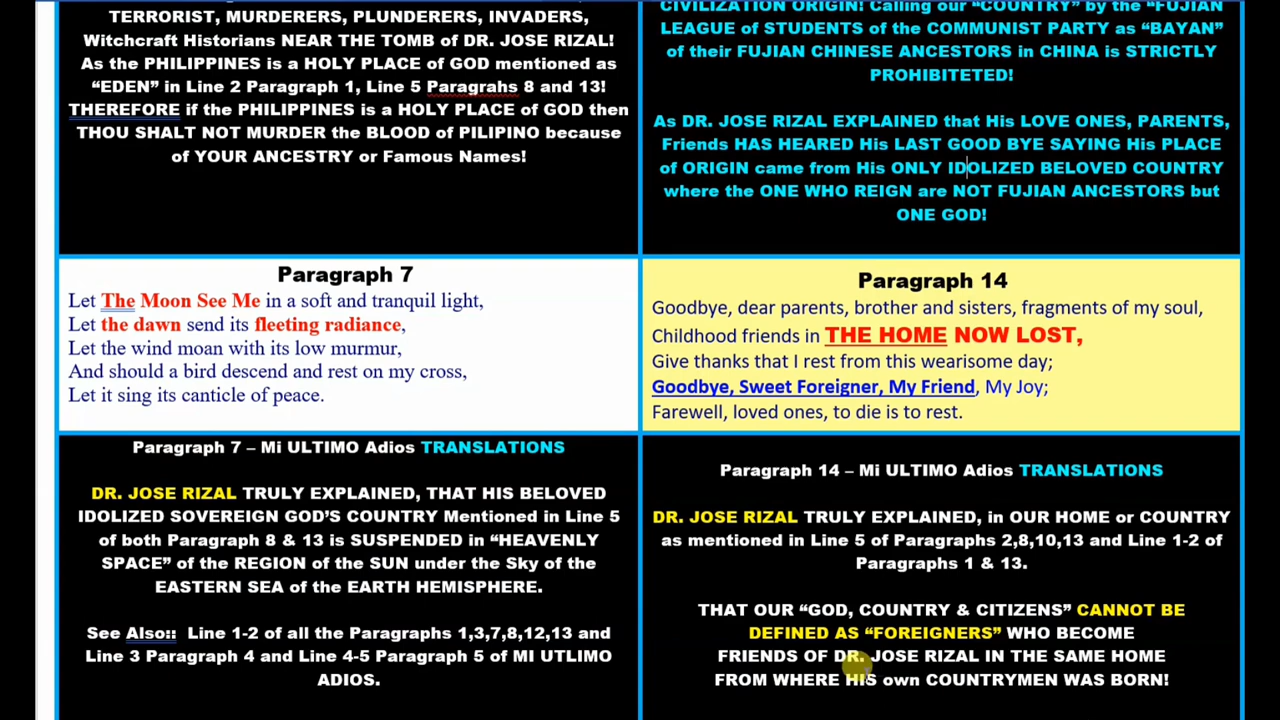 TERRORIST, MURDERERS, PLUNDERERS, INVADERS,
Witchcraft Historians NEAR THE TOMB of DR. JOSE RIZAL!
As the PHILIPPINES is a HOLY PLACE of GOD mentioned as
“EDEN” in Line 2 Paragraph 1, Line 5 Paragrahs 8 and 13!
THEREFORE if the PHILIPPINES is a HOLY PLACE of GOD then
THOU SHALT NOT MURDER the BLOOD of PILIPINO because
of YOUR ANCESTRY or Famous Names!
CIVILIZATION ORIGIN! Calling our “COUNTRY” by the “FUJIAN
LEAGUE of STUDENTS of the COMMUNIST PARTY as “BAYAN”
of their FUJIAN CHINESE ANCESTORS in CHINA is STRICTLY
PROHIBITETED!
As DR. JOSE RIZAL EXPLAINED that His LOVE ONES, PARENTS,
Friends HAS HEARED His LAST GOOD BYE SAYING His PLACE
of ORIGIN came from His ONLY IDOLIZED BELOVED COUNTRY
where the ONE WHO REIGN are NOT FUJIAN ANCESTORS but
ONE GOD!
Paragraph 7
Let The Moon See Me in a soft and tranquil light,
Let the dawn send its fleeting radiance,
Let the wind moan with its low murmur,
And should a bird descend and rest on my cross,
Let it sing its canticle of peace.
Paragraph 14
Goodbye, dear parents, brother and sisters, fragments of my soul,
Childhood friends in THE HOME NOW LOST,
Give thanks that I rest from this wearisome day;
Goodbye, Sweet Foreigner, My Friend, My Joy;
Farewell, loved ones, to die is to rest.
Paragraph 7 – Mi ULTIMO Adios TRANSLATIONS
DR. JOSE RIZAL TRULY EXPLAINED, THAT HIS BELOVED
IDOLIZED SOVEREIGN GOD’S COUNTRY Mentioned in Line 5
of both Paragraph 8 & 13 is SUSPENDED in “HEAVENLY
SPACE” of the REGION of the SUN under the Sky of the
EASTERN SEA of the EARTH HEMISPHERE.
See Also:: Line 1-2 of all the Paragraphs 1,3,7,8,12,13 and
Line 3 Paragraph 4 and Line 4-5 Paragraph 5 of MI UTLIMO
ADIOS.
Paragraph 14 – Mi ULTIMO Adios TRANSLATIONS
DR. JOSE RIZAL TRULY EXPLAINED, in OUR HOME or COUNTRY
as mentioned in Line 5 of Paragraphs 2,8,10,13 and Line 1-2 of
Paragraphs 1 & 13.
THAT OUR “GOD, COUNTRY & CITIZENS” CANNOT BE
DEFINED AS “FOREIGNERS” WHO BECOME
FRIENDS OF DR. JOSE RIZAL IN THE SAME HOME
FROM WHERE HIS own COUNTRYMEN WAS BORN!